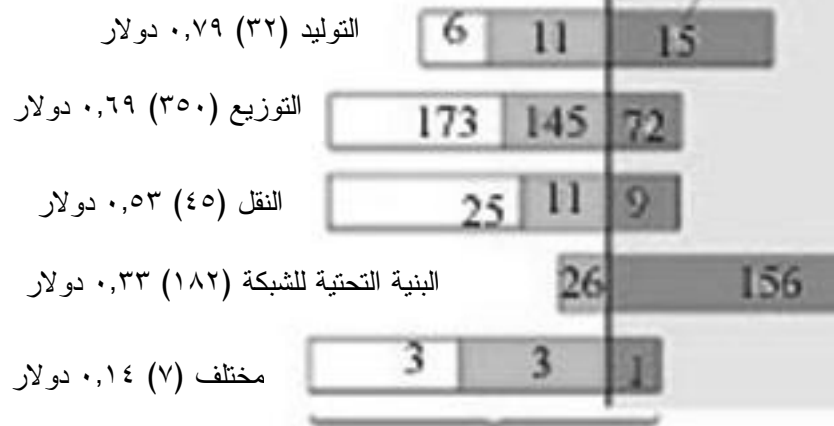 التوليد (٣٢) ٠,٧٩ دولار 6 11 15
التوزيع (٣٥٠) ٠,٦٩ دولار 173 145 72
النقل (٤٥) ٠,٥٣ دولار 25 11 9
البنية التحتية للشبكة (١٨٢) ٠,٣٣ دولار 26 156
مختلف (٧) ٠,١٤ دولار 3 3 1